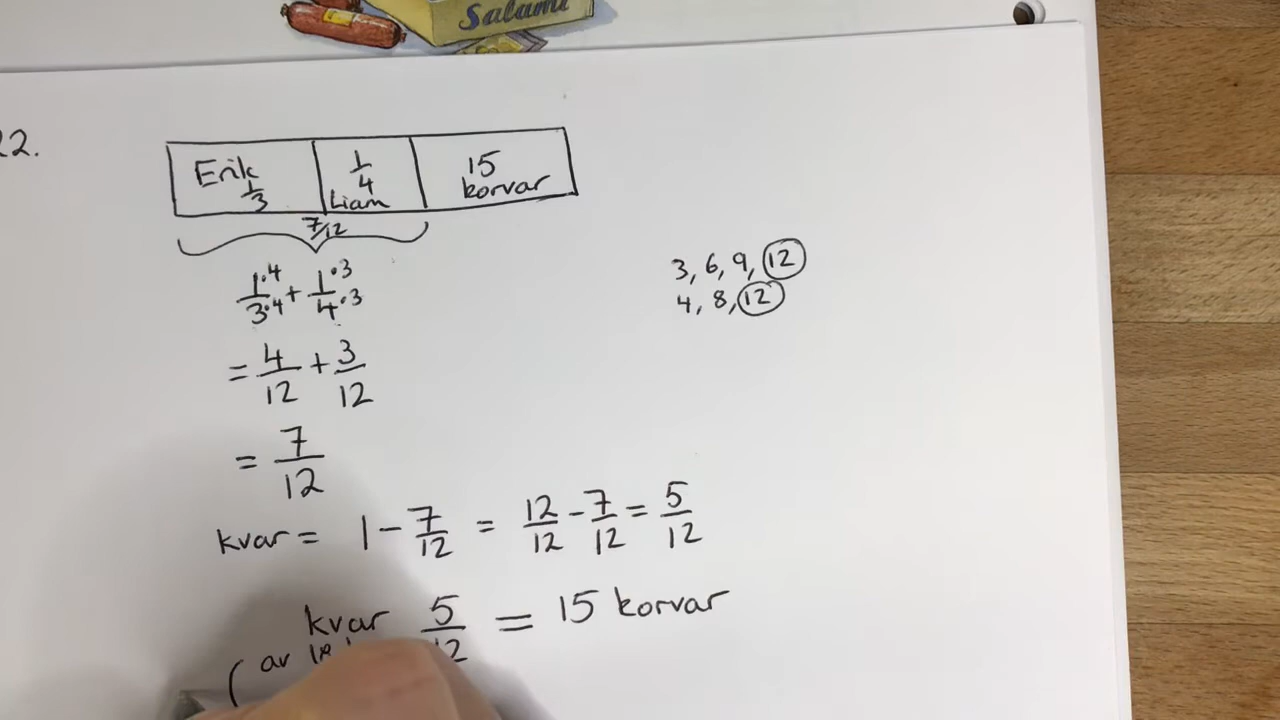 Salami
22.
Erik 1/3
1/4 Liam
15 korvar
7/12
1·4/3·4 + 1·3/4·3
3, 6, 9, 12
4, 8, 12
= 4/12 + 3/12
= 7/12
kvar = 1 - 7/12 = 12/12 - 7/12 = 5/12
kvar 5/12 = 15 korvar
(av